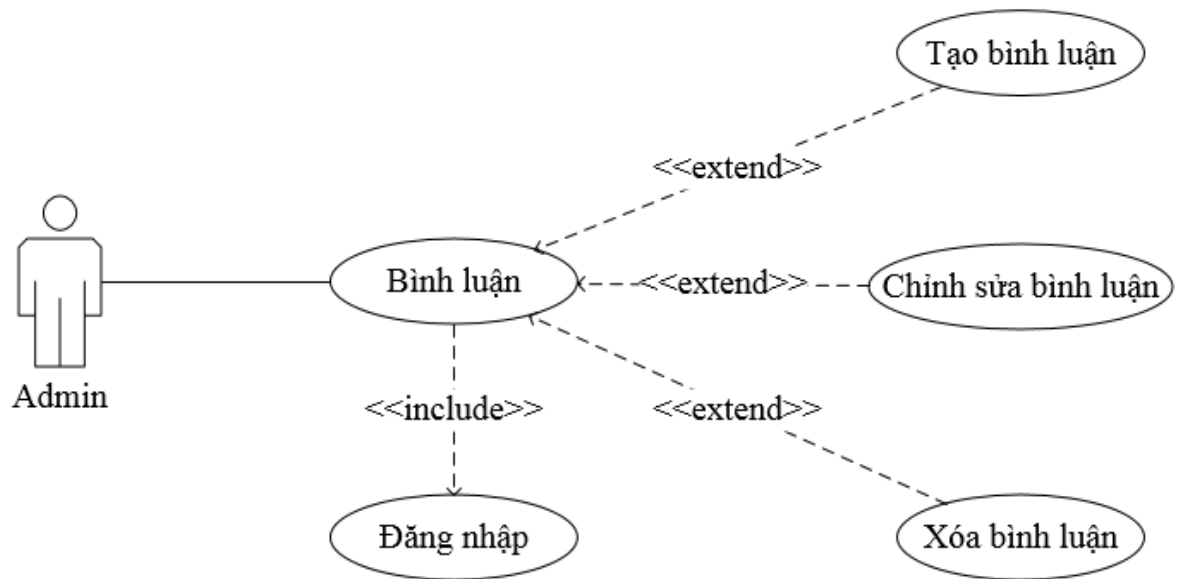 Tạo bình luận
<<extend>>
Bình luận
<<extend>>
Chỉnh sửa bình luận
Admin
<<include>>
<<extend>>
Đăng nhập
Xóa bình luận